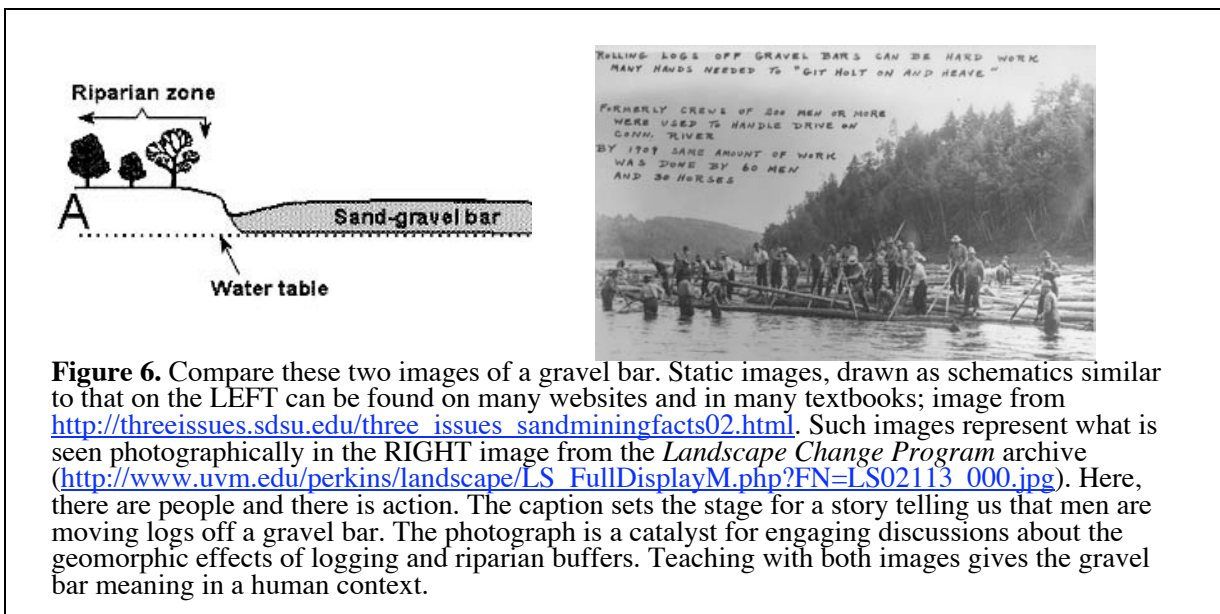 Riparian zone
A
Sand-gravel bar
Water table
ROLLING LOGS OFF GRAVEL BARS CAN BE HARD WORK
MANY HANDS NEEDED TO "GIT HOLT ON AND HEAVE"
FORMERLY CREWS OF 200 MEN OR MORE
WERE USED TO HANDLE DRIVE ON
CONN. RIVER
BY 1909 SAME AMOUNT OF WORK
WAS DONE BY 60 MEN
AND 30 HORSES
Figure 6. Compare these two images of a gravel bar. Static images, drawn as schematics similar
to that on the LEFT can be found on many websites and in many textbooks; image from
http://threeissues.sdsu.edu/three_issues_sandminingfacts02.html. Such images represent what is
seen photographically in the RIGHT image from the Landscape Change Program archive
(http://www.uvm.edu/perkins/landscape/LS_FullDisplayM.php?FN=LS02113_000.jpg). Here,
there are people and there is action. The caption sets the stage for a story telling us that men are
moving logs off a gravel bar. The photograph is a catalyst for engaging discussions about the
geomorphic effects of logging and riparian buffers. Teaching with both images gives the gravel
bar meaning in a human context.